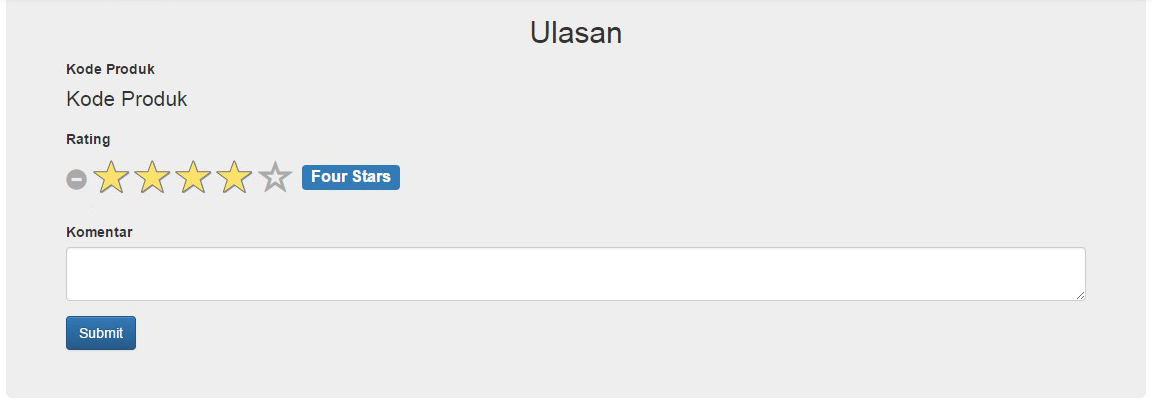 Ulasan
Kode Produk
Kode Produk
Rating
Four Stars
Komentar
Submit